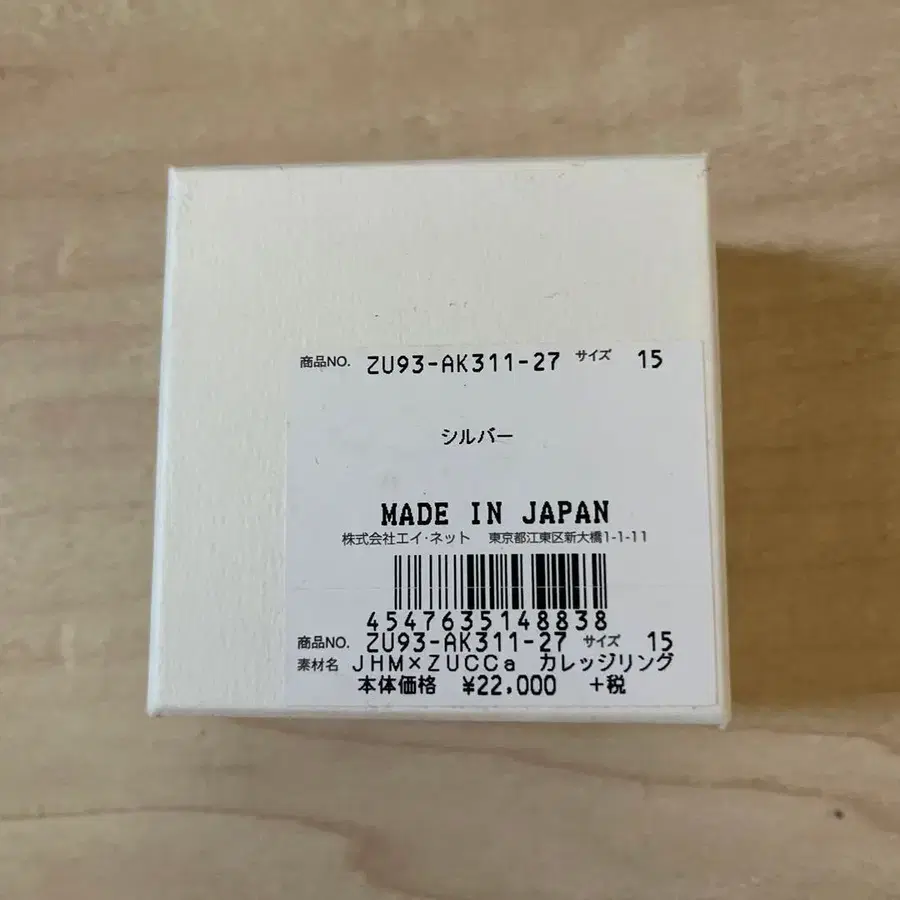 商品NO. ZU93-AK311-27 サイズ 15
シルバー
MADE IN JAPAN
株式会社エイ・ネット 東京都江東区新大橋1-1-11
4547635148838
商品NO. ZU93-AK311-27 サイズ 15
素材名 JHM×ZUCCa カレッジリング
本体価格 ¥22,000 +税